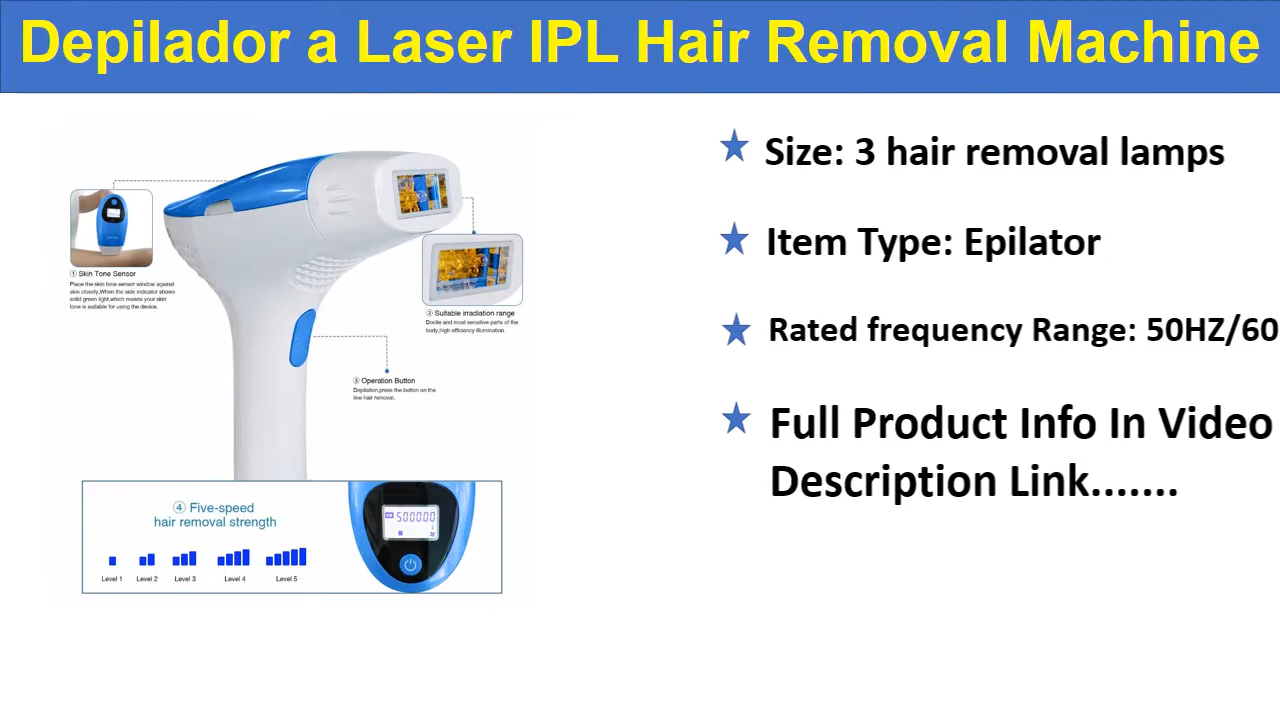 Depilador a Laser IPL Hair Removal Machine
Size: 3 hair removal lamps
Item Type: Epilator
Rated frequency Range: 50HZ/60
Full Product Info In Video
Description Link.......
① Skin Tone Sensor
Place the skin tone sensor window against
skin closely,When the side indicator shows
solid green light,which means your skin
tone is suitable for using the device.
② Suitable irradiation range
Docile and most sensitive parts of the
body,high efficiency illumination.
③ Operation Button
Depilation,press the button on the
line hair removal.
④ Five-speed
hair removal strength
Level 1 Level 2 Level 3 Level 4 Level 5
500000